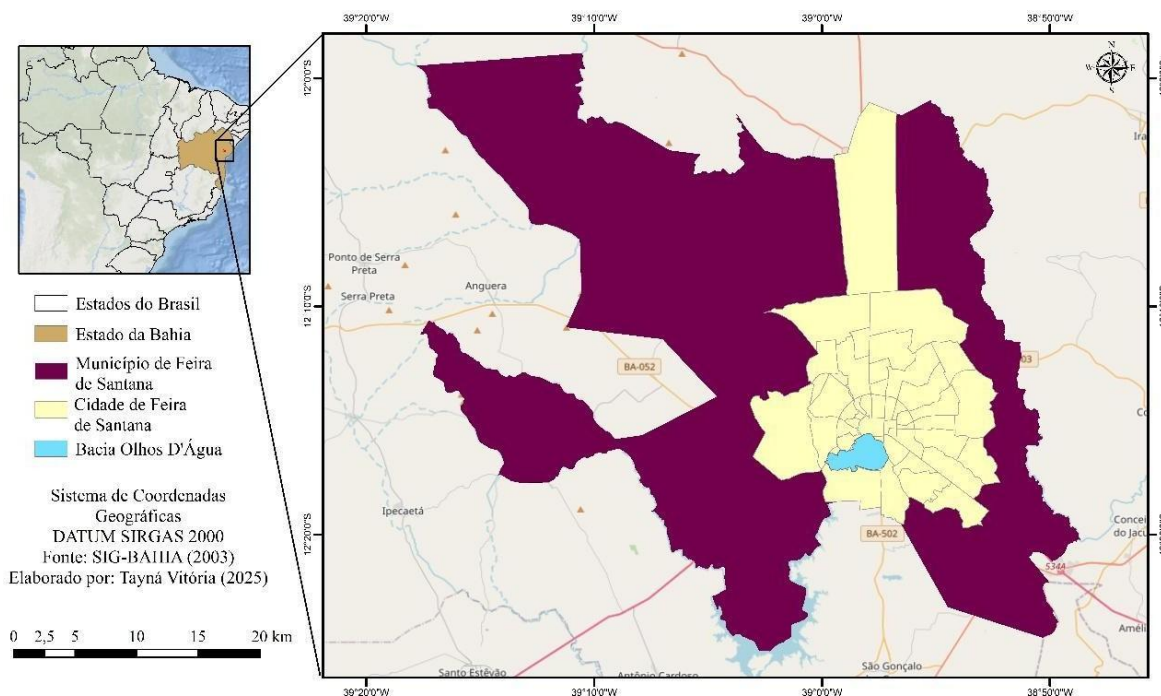 39°20'0"W 39°10'0"W 39°0'0"W 38°50'0"W
N
W E
S
12°0'0"S
12°10'0"S
12°20'0"S
Ponto de Serra
Preta
Serra Preta
Anguera
BA-052
Ipecaetá
BA-502
Concei
do Jacu
Améli
São Gonçalo
Santo Estêvão
Antônio Cardoso
39°20'0"W 39°10'0"W 39°0'0"W 38°50'0"W
Estados do Brasil
Estado da Bahia
Município de Feira
de Santana
Cidade de Feira
de Santana
Bacia Olhos D'Água
Sistema de Coordenadas
Geográficas
DATUM SIRGAS 2000
Fonte: SIG-BAHIA (2003)
Elaborado por: Tayná Vitória (2025)
0 2,5 5 10 15 20 km